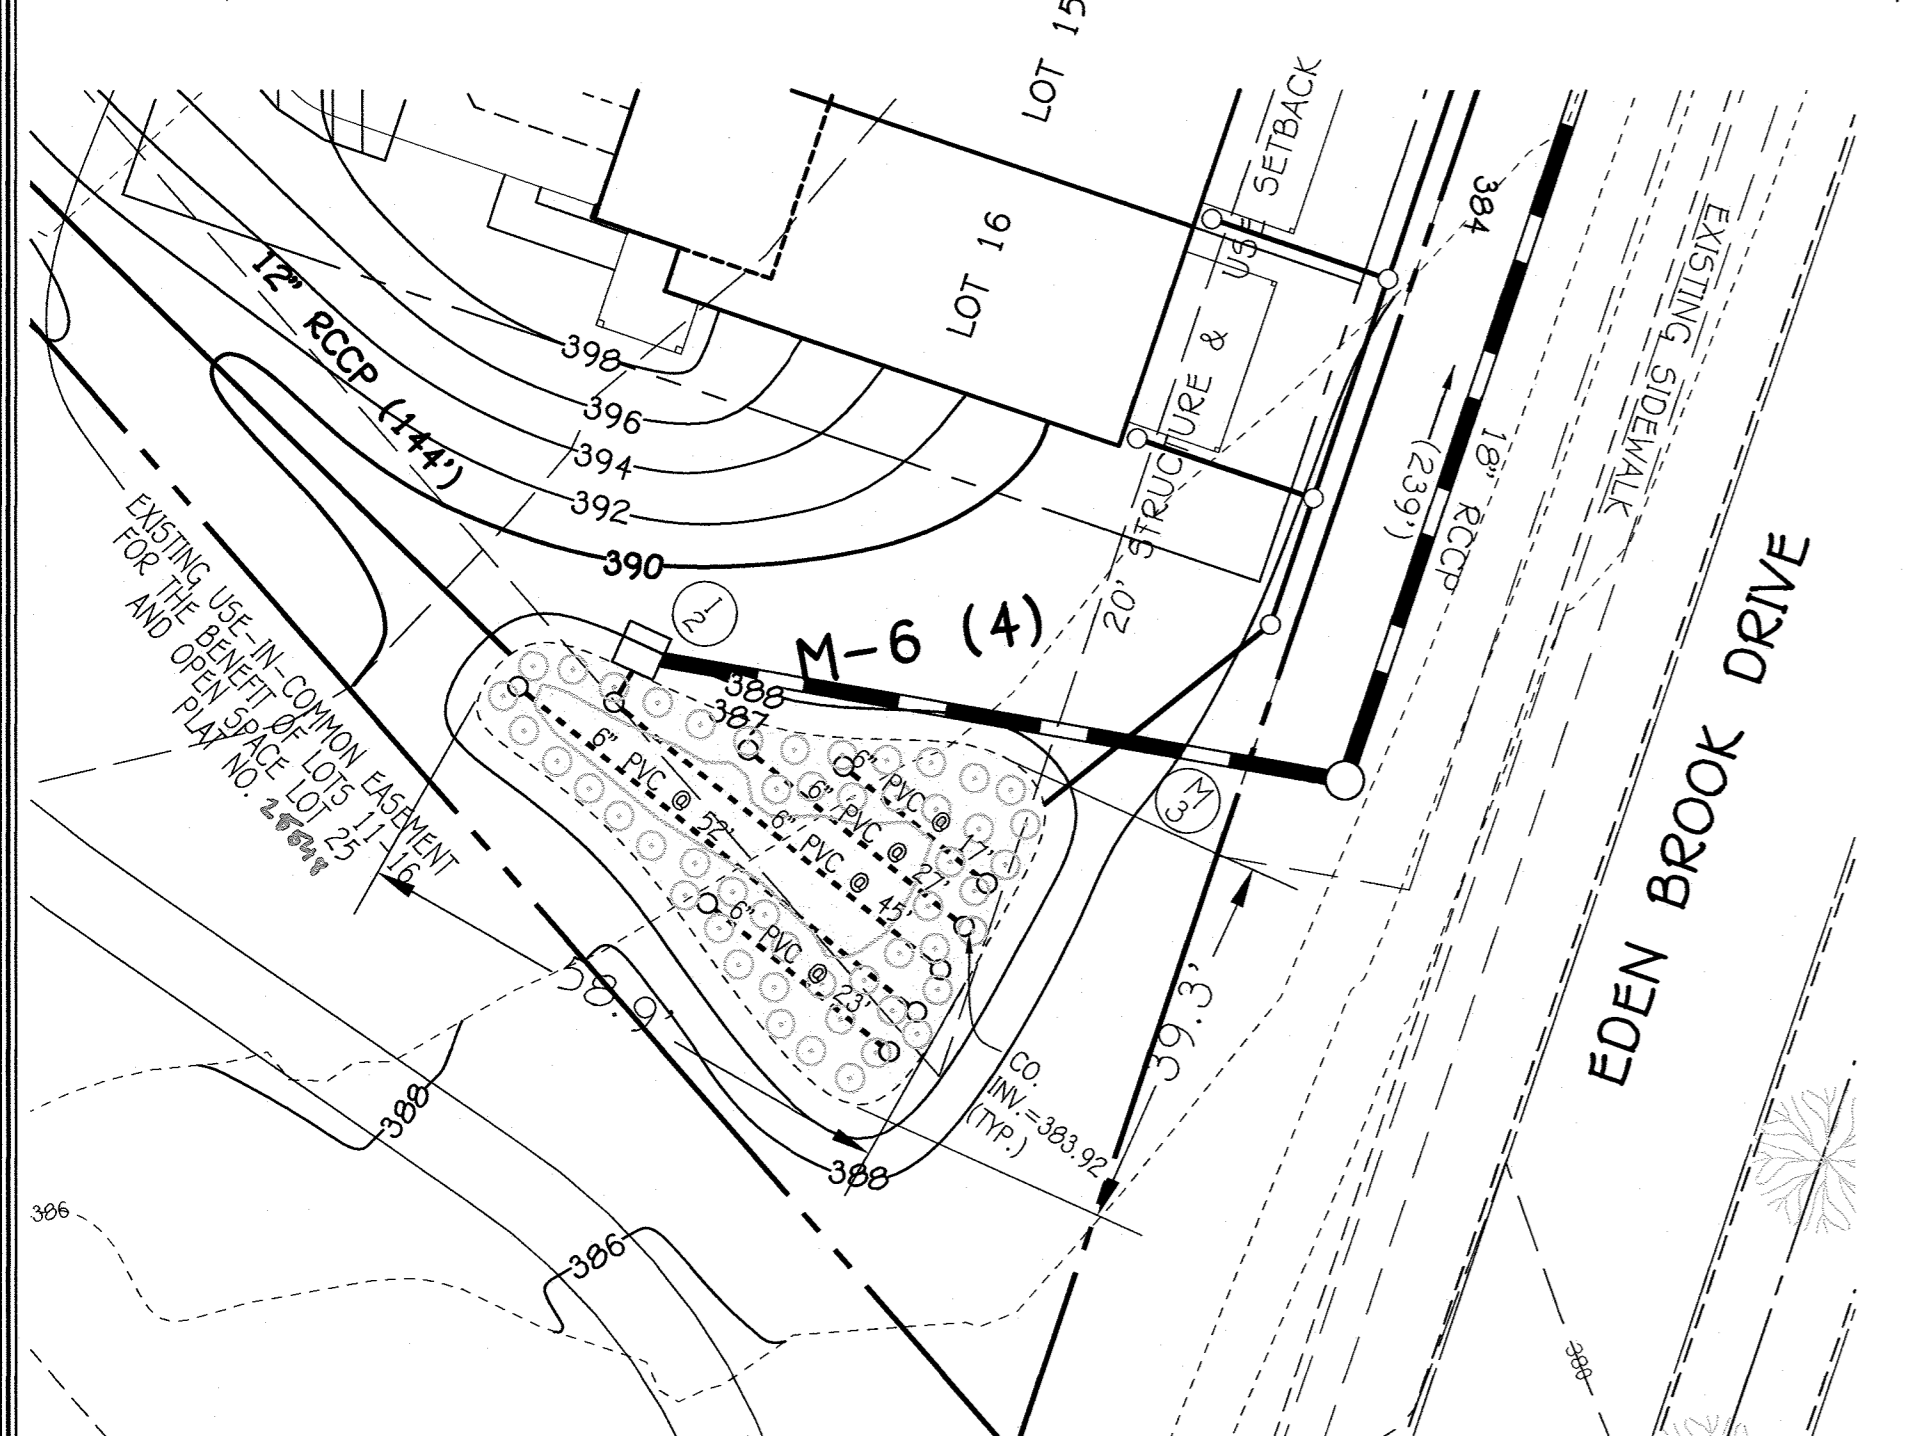 LOT 15
LOT 16
20' STRUCTURE & USE SETBACK
384
EXISTING SIDEWALK
18" RCCP
(239')
12" RCCP (144')
398
396
394
392
390
1
2
M-6 (4)
388
387
M
3
EXISTING USE-IN-COMMON EASEMENT
FOR THE BENEFIT OF LOTS 11-16
AND OPEN SPACE LOT 25
PLAT NO.
6" PVC @ 52'
6" PVC @ 45'
6" PVC @ 27'
6" PVC @ 17'
6" PVC @ 23'
58.9'
39.3'
CO.
INV.=383.92
(TYP.)
388
388
386
386
380
EDEN BROOK DRIVE